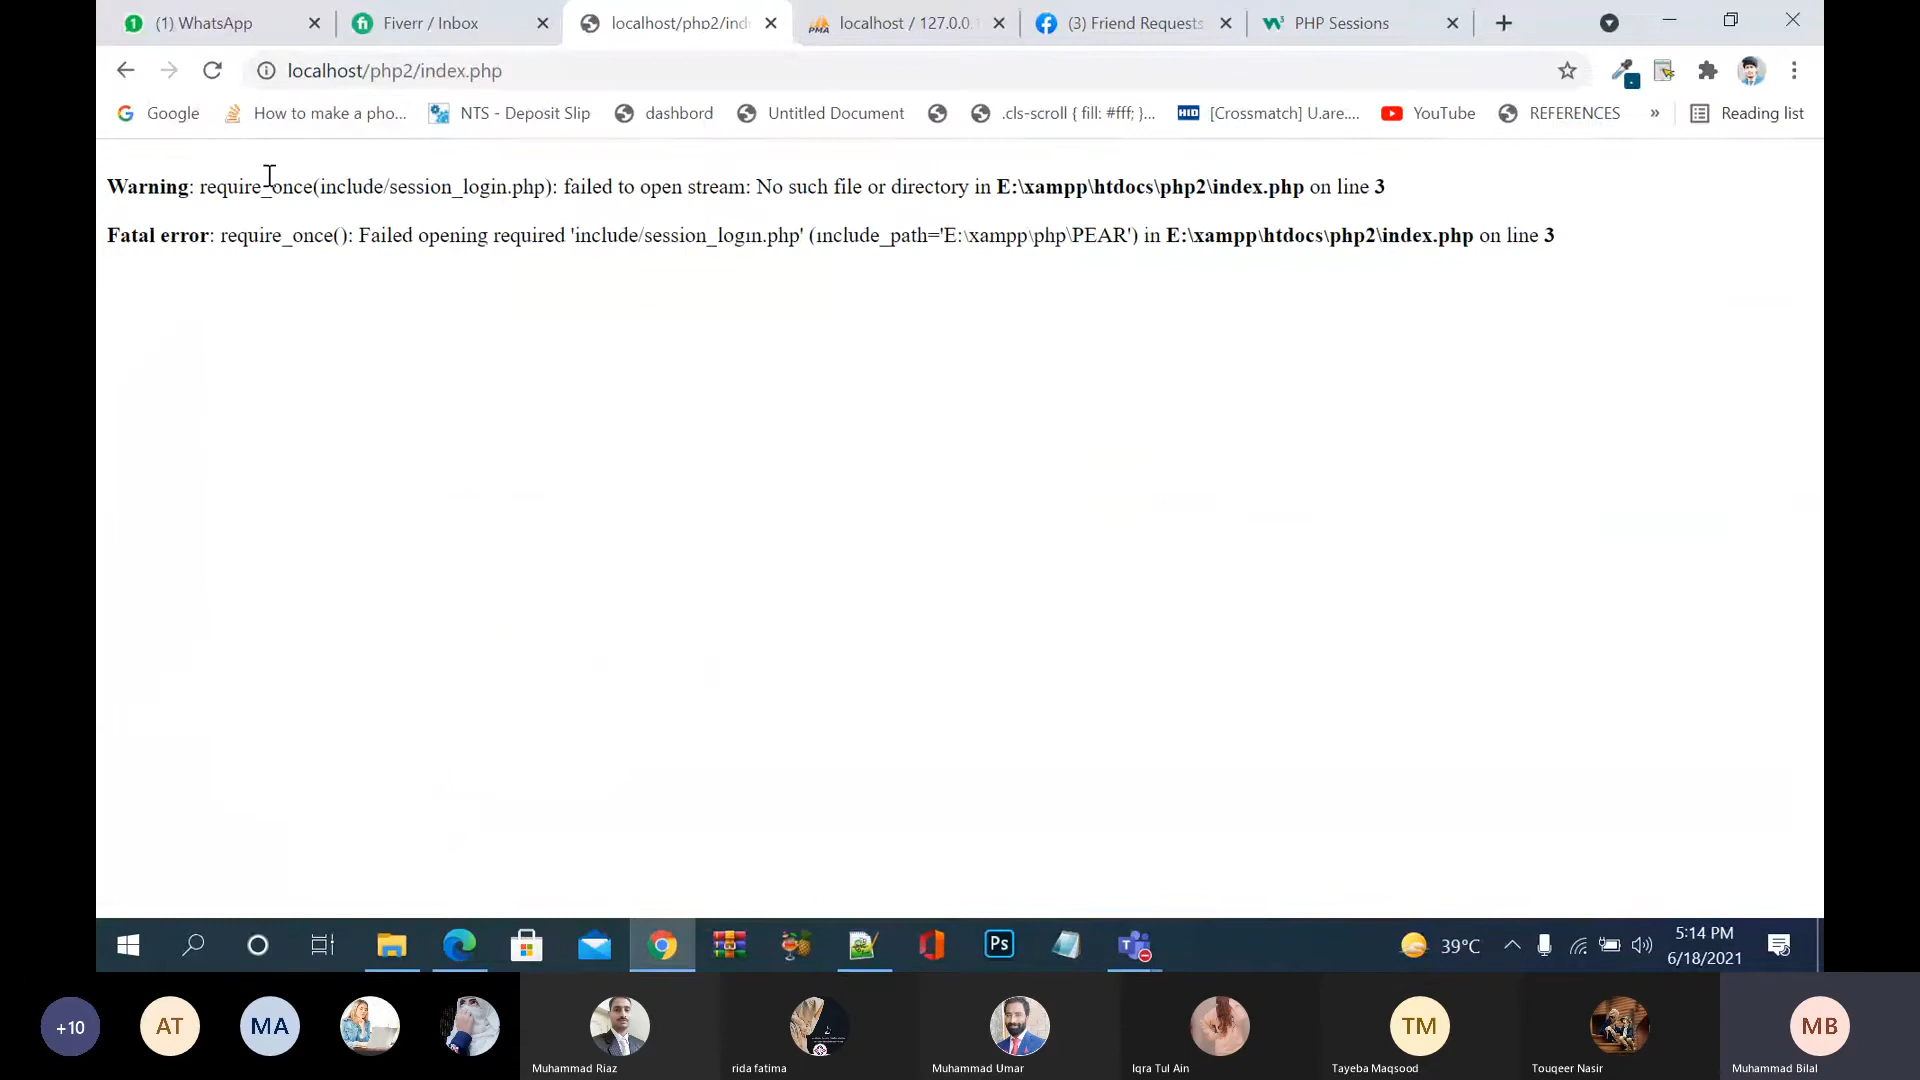 (1) WhatsApp
Fiverr / Inbox
localhost/php2/ind
localhost / 127.0.0.1
(3) Friend Requests
PHP Sessions
localhost/php2/index.php
Google
How to make a pho...
NTS - Deposit Slip
dashbord
Untitled Document
.cls-scroll { fill: #fff; }...
HID
[Crossmatch] U.are....
YouTube
REFERENCES
»
Reading list
Warning: require_once(include/session_login.php): failed to open stream: No such file or directory in E:\xampp\htdocs\php2\index.php on line 3
Fatal error: require_once(): Failed opening required 'include/session_login.php' (include_path='E:\xampp\php\PEAR') in E:\xampp\htdocs\php2\index.php on line 3
Ps
39°C
5:14 PM
6/18/2021
+10
AT
MA
TM
MB
Muhammad Riaz
rida fatima
Muhammad Umar
Iqra Tul Ain
Tayeba Maqsood
Touqeer Nasir
Muhammad Bilal